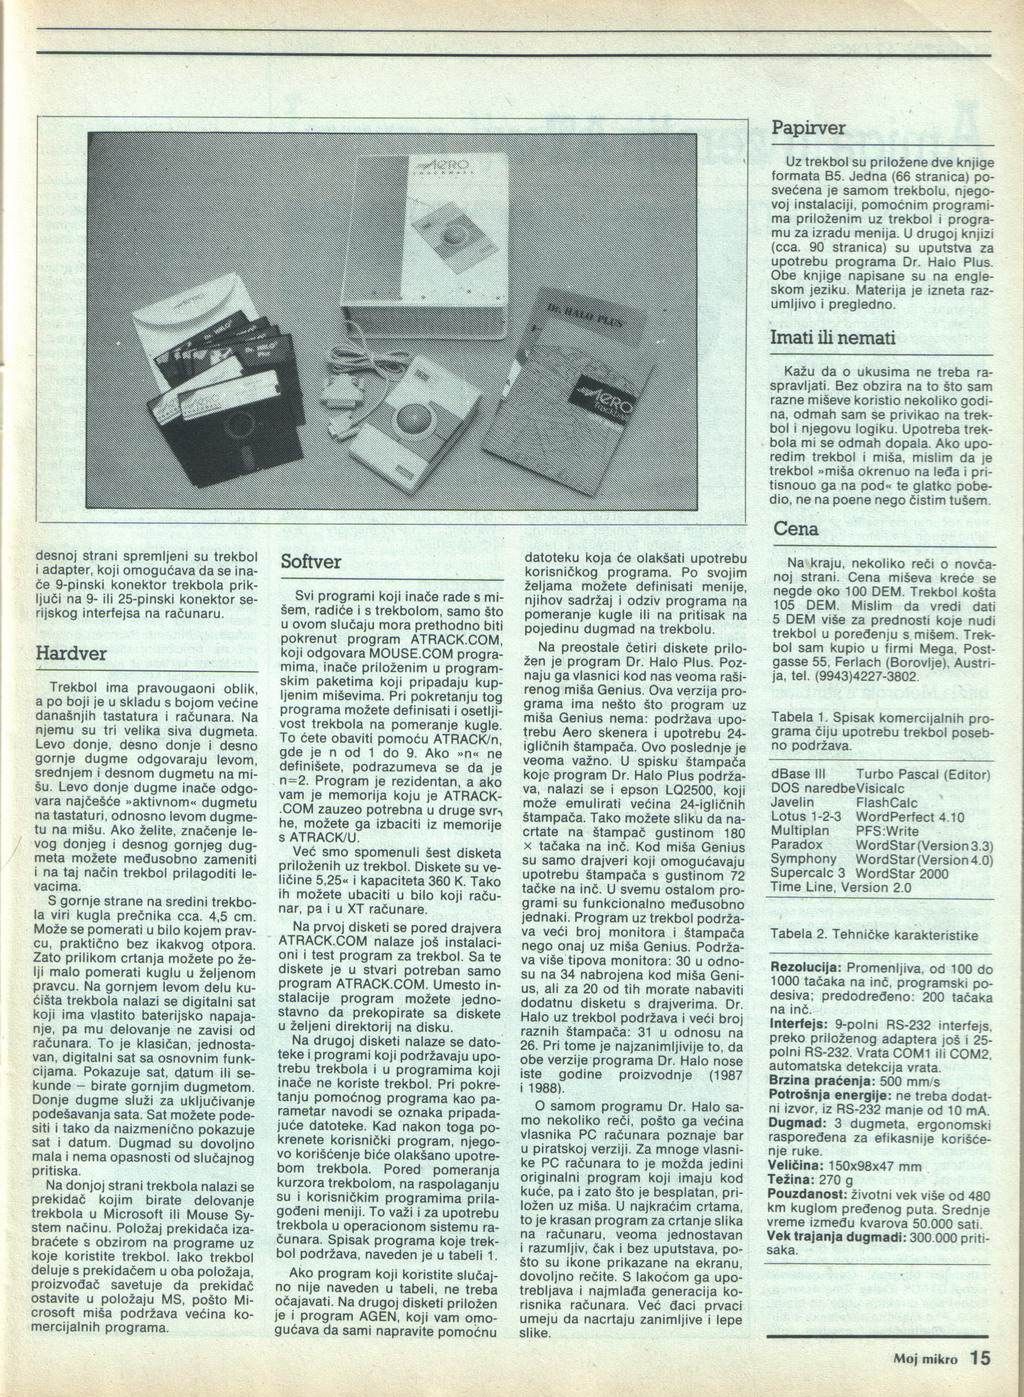 AERO
TRACKBALL
AERO
Dr. HALO
Dr. HALO
Plus
Dr. HALO PLUS
AERO
Trackball
desnoj strani spremljeni su trekbol
i adapter, koji omogućava da se ina-
če 9-pinski konektor trekbola prik-
ljuči na 9- ili 25-pinski konektor se-
rijskog interfejsa na računaru.
Hardver
Trekbol ima pravougaoni oblik,
a po boji je u skladu s bojom većine
današnjih tastatura i računara. Na
njemu su tri velika siva dugmeta.
Levo donje, desno donje i desno
gornje dugme odgovaraju levom,
srednjem i desnom dugmetu na mi-
šu. Levo donje dugme inače odgo-
vara najčešće »aktivnom« dugmetu
na tastaturi, odnosno levom dugme-
tu na mišu. Ako želite, značenje le-
vog donjeg i desnog gornjeg dug-
meta možete međusobno zameniti
i na taj način trekbol prilagoditi le-
vacima.
S gornje strane na sredini trekbo-
la viri kugla prečnika cca. 4,5 cm.
Može se pomerati u bilo kojem prav-
cu, praktično bez ikakvog otpora.
Zato prilikom crtanja možete po že-
lji malo pomerati kuglu u željenom
pravcu. Na gornjem levom delu ku-
ćišta trekbola nalazi se digitalni sat
koji ima vlastito baterijsko napaja-
nje, pa mu delovanje ne zavisi od
računara. To je klasičan, jednosta-
van, digitalni sat sa osnovnim funk-
cijama. Pokazuje sat, datum ili se-
kunde – birate gornjim dugmetom.
Donje dugme služi za uključivanje
podešavanja sata. Sat možete pode-
siti i tako da naizmenično pokazuje
sat i datum. Dugmad su dovoljno
mala i nema opasnosti od slučajnog
pritiska.
Na donjoj strani trekbola nalazi se
prekidač kojim birate delovanje
trekbola u Microsoft ili Mouse Sy-
stem načinu. Položaj prekidača iza-
braćete s obzirom na programe uz
koje koristite trekbol. Iako trekbol
deluje s prekidačem u oba položaja,
proizvođač savetuje da prekidač
ostavite u položaju MS, pošto Mi-
crosoft miša podržava većina ko-
mercijalnih programa.
Softver
Svi programi koji inače rade s mi-
šem, radiće i s trekbolom, samo što
u ovom slučaju mora prethodno biti
pokrenut program ATRACK.COM,
koji odgovara MOUSE.COM progra-
mima, inače priloženim u program-
skim paketima koji pripadaju kup-
ljenim miševima. Pri pokretanju tog
programa možete definisati i osetlji-
vost trekbola na pomeranje kugle.
To ćete obaviti pomoću ATRACK/n,
gde je n od 1 do 9. Ako »n« ne
definišete, podrazumeva se da je
n=2. Program je rezidentan, a ako
vam je memorija koju je ATRACK-
.COM zauzeo potrebna u druge svr-
he, možete ga izbaciti iz memorije
s ATRACK/U.
Već smo spomenuli šest disketa
priloženih uz trekbol. Diskete su ve-
ličine 5,25« i kapaciteta 360 K. Tako
ih možete ubaciti u bilo koji raču-
nar, pa i u XT računare.
Na prvoj disketi se pored drajvera
ATRACK.COM nalaze još instalaci-
oni i test program za trekbol. Sa te
diskete je u stvari potreban samo
program ATRACK.COM. Umesto in-
stalacije program možete jedno-
stavno da prekopirate sa diskete
u željeni direktorij na disku.
Na drugoj disketi nalaze se dato-
teke i programi koji podržavaju upo-
trebu trekbola i u programima koji
inače ne koriste trekbol. Pri pokre-
tanju pomoćnog programa kao pa-
rametar navodi se oznaka pripada-
juće datoteke. Kad nakon toga po-
krenete korisnički program, njego-
vo korišćenje biće olakšano upotre-
bom trekbola. Pored pomeranja
kurzora trekbolom, na raspolaganju
su i korisničkim programima prila-
gođeni meniji. To važi i za upotrebu
trekbola u operacionom sistemu ra-
čunara. Spisak programa koje trek-
bol podržava, naveden je u tabeli 1.
Ako program koji koristite slučaj-
no nije naveden u tabeli, ne treba
očajavati. Na drugoj disketi priložen
je i program AGEN, koji vam omo-
gućava da sami napravite pomoćnu
datoteku koja će olakšati upotrebu
korisničkog programa. Po svojim
željama možete definisati menije,
njihov sadržaj i odziv programa na
pomeranje kugle ili na pritisak na
pojedinu dugmad na trekbolu.
Na preostale četiri diskete prilo-
žen je program Dr. Halo Plus. Poz-
naju ga vlasnici kod nas veoma raši-
renog miša Genius. Ova verzija pro-
grama ima nešto što program uz
miša Genius nema: podržava upo-
trebu Aero skenera i upotrebu 24-
igličnih štampača. Ovo poslednje je
veoma važno. U spisku štampača
koje program Dr. Halo Plus podrža-
va, nalazi se i epson LQ2500, koji
može emulirati većina 24-igličnih
štampača. Tako možete sliku da na-
crtate na štampač gustinom 180
× tačaka na inč. Kod miša Genius
su samo drajveri koji omogućavaju
upotrebu štampača s gustinom 72
tačke na inč. U svemu ostalom pro-
grami su funkcionalno međusobno
jednaki. Program uz trekbol podrža-
va veći broj monitora i štampača
nego onaj uz miša Genius. Podrža-
va više tipova monitora: 30 u odno-
su na 34 nabrojena kod miša Geni-
us, ali za 20 od tih morate nabaviti
dodatnu disketu s drajverima. Dr.
Halo uz trekbol podržava i veći broj
raznih štampača: 31 u odnosu na
26. Pri tome je najzanimljivije to, da
obe verzije programa Dr. Halo nose
iste godine proizvodnje (1987
i 1988).
O samom programu Dr. Halo sa-
mo nekoliko reči, pošto ga većina
vlasnika PC računara poznaje bar
u piratskoj verziji. Za mnoge vlasni-
ke PC računara to je možda jedini
originalni program koji imaju kod
kuće, pa i zato što je besplatan, pri-
ložen uz miša. U najkraćim crtama,
to je krasan program za crtanje slika
na računaru, veoma jednostavan
i razumljiv, čak i bez uputstava, po-
što su ikone prikazane na ekranu,
dovoljno rečite. S lakoćom ga upo-
trebljava i najmlađa generacija ko-
risnika računara. Već đaci prvaci
umeju da nacrtaju zanimljive i lepe
slike.
Papirver
Uz trekbol su priložene dve knjige
formata B5. Jedna (66 stranica) po-
svećena je samom trekbolu, njego-
voj instalaciji, pomoćnim programi-
ma priloženim uz trekbol i progra-
mu za izradu menija. U drugoj knjizi
(cca. 90 stranica) su uputstva za
upotrebu programa Dr. Halo Plus.
Obe knjige napisane su na engle-
skom jeziku. Materija je izneta raz-
umljivo i pregledno.
Imati ili nemati
Kažu da o ukusima ne treba ra-
spravljati. Bez obzira na to što sam
razne miševe koristio nekoliko godi-
na, odmah sam se privikao na trek-
bol i njegovu logiku. Upotreba trek-
bola mi se odmah dopala. Ako upo-
redim trekbol i miša, mislim da je
trekbol »miša okrenuo na leđa i pri-
tisnouo ga na pod« te glatko pobe-
dio, ne na poene nego čistim tušem.
Cena
Na kraju, nekoliko reči o novča-
noj strani. Cena miševa kreće se
negde oko 100 DEM. Trekbol košta
105 DEM. Mislim da vredi dati
5 DEM više za prednosti koje nudi
trekbol u poređenju s mišem. Trek-
bol sam kupio u firmi Mega, Post-
gasse 55, Ferlach (Borovlje), Austri-
ja, tel. (9943)4227-3802.
Tabela 1. Spisak komercijalnih pro-
grama čiju upotrebu trekbol poseb-
no podržava.
dBase III Turbo Pascal (Editor)
DOS naredbeVisicalc
Javelin FlashCalc
Lotus 1-2-3 WordPerfect 4.10
Multiplan PFS:Write
Paradox WordStar(Version3.3)
Symphony WordStar(Version4.0)
Supercalc 3 WordStar 2000
Time Line, Version 2.0
Tabela 2. Tehničke karakteristike
Rezolucija: Promenljiva, od 100 do
1000 tačaka na inč, programski po-
desiva; predodređeno: 200 tačaka
na inč.
Interfejs: 9-polni RS-232 interfejs,
preko priloženog adaptera još i 25-
polni RS-232. Vrata COM1 ili COM2,
automatska detekcija vrata.
Brzina praćenja: 500 mm/s
Potrošnja energije: ne treba dodat-
ni izvor, iz RS-232 manje od 10 mA.
Dugmad: 3 dugmeta, ergonomski
raspoređena za efikasnije korišće-
nje ruke.
Veličina: 150x98x47 mm
Težina: 270 g
Pouzdanost: životni vek više od 480
km kuglom pređenog puta. Srednje
vreme između kvarova 50.000 sati.
Vek trajanja dugmadi: 300.000 priti-
saka.
Moj mikro 15